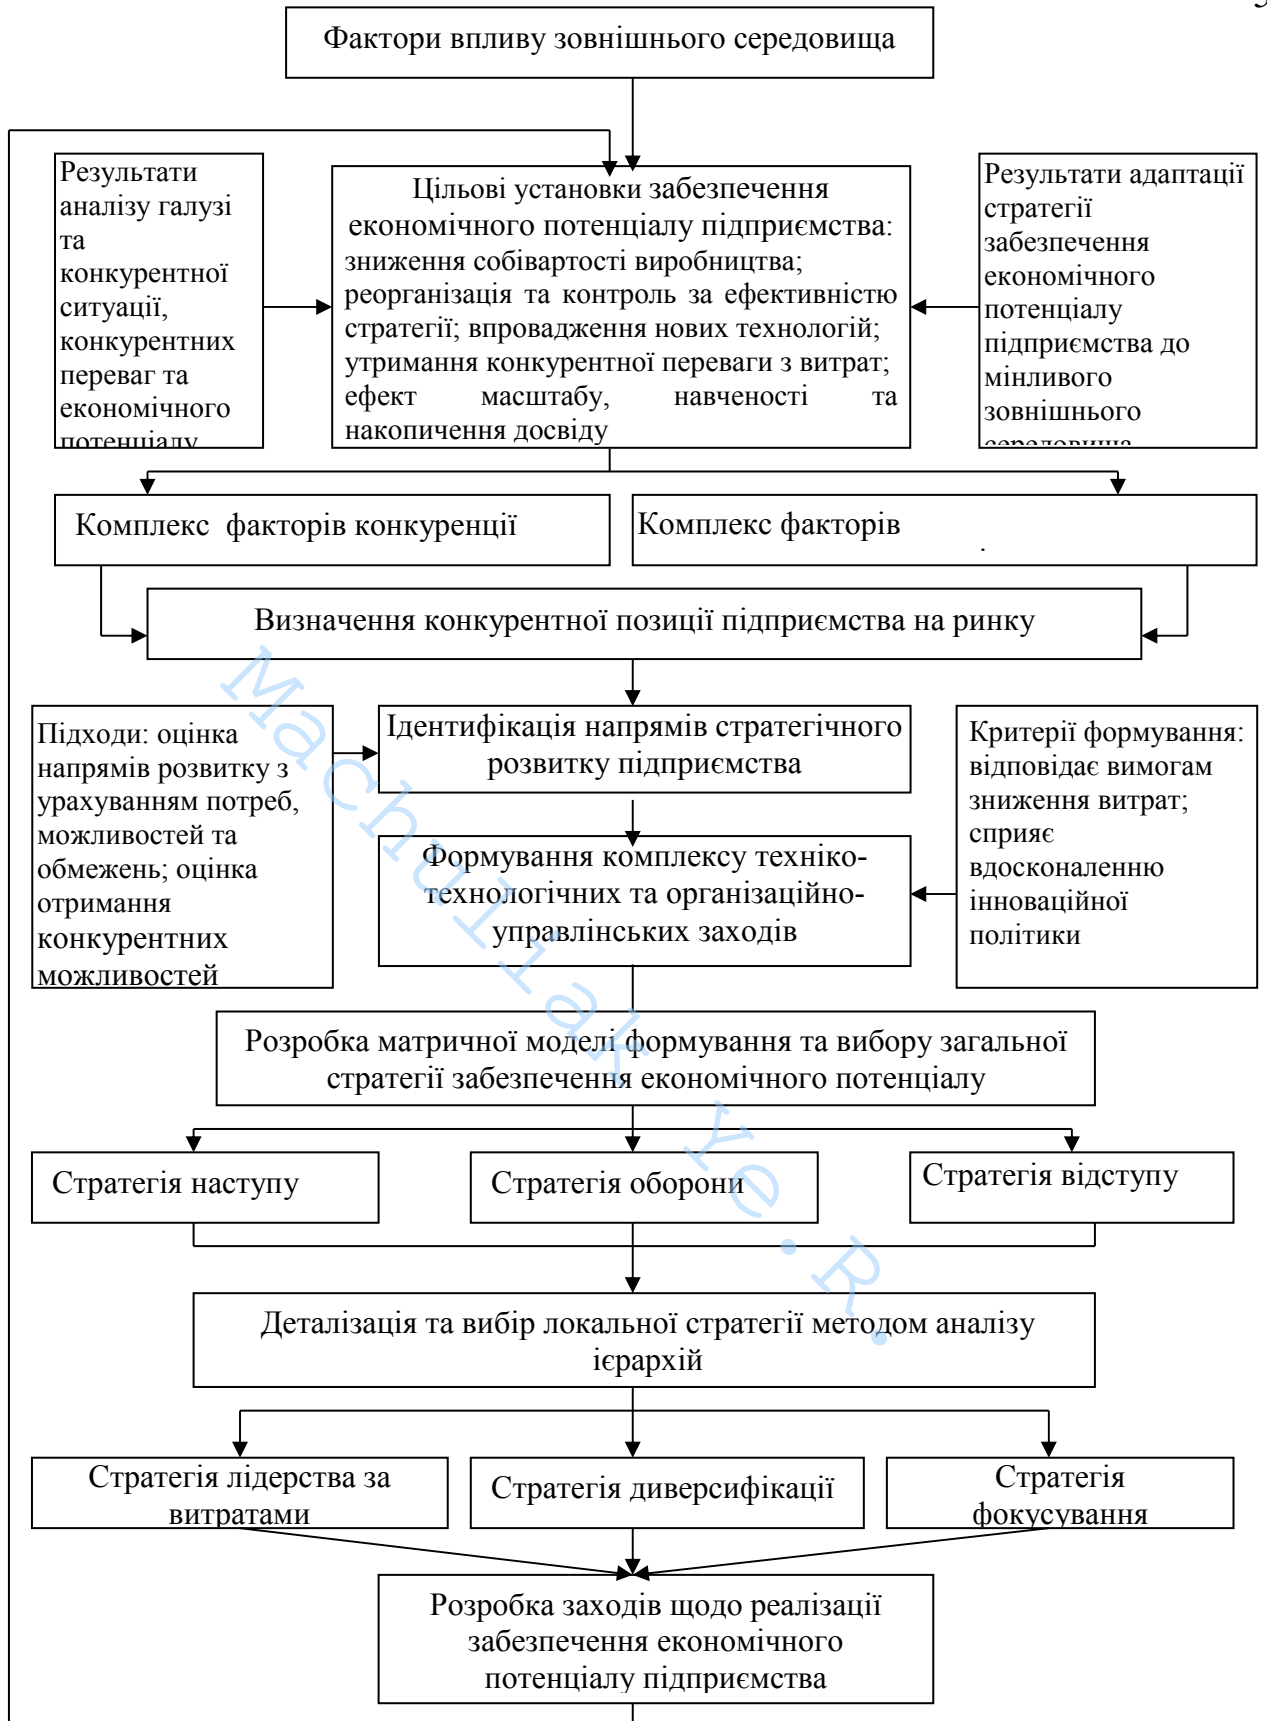 Фактори впливу зовнішнього середовища
Результати
аналізу галузі
та
конкурентної
ситуації,
конкурентних
переваг та
економічного
потенціалу
Цільові установки забезпечення
економічного потенціалу підприємства:
зниження собівартості виробництва;
реорганізація та контроль за ефективністю
стратегії; впровадження нових технологій;
утримання конкурентної переваги з витрат;
ефект масштабу, навченості та
накопичення досвіду
Результати адаптації
стратегії
забезпечення
економічного
потенціалу
підприємства до
мінливого
зовнішнього
середовища
Комплекс факторів конкуренції
Комплекс факторів
Визначення конкурентної позиції підприємства на ринку
Підходи: оцінка
напрямів розвитку з
урахуванням потреб,
можливостей та
обмежень; оцінка
отримання
конкурентних
можливостей
Ідентифікація напрямів стратегічного
розвитку підприємства
Формування комплексу техніко-
технологічних та організаційно-
управлінських заходів
Критерії формування:
відповідає вимогам
зниження витрат;
сприяє
вдосконаленню
інноваційної
політики
Розробка матричної моделі формування та вибору загальної
стратегії забезпечення економічного потенціалу
Стратегія наступу
Стратегія оборони
Стратегія відступу
Деталізація та вибір локальної стратегії методом аналізу
ієрархій
Стратегія лідерства за
витратами
Стратегія диверсифікації
Стратегія
фокусування
Розробка заходів щодо реалізації
забезпечення економічного
потенціалу підприємства
Machuliak Ye.R.